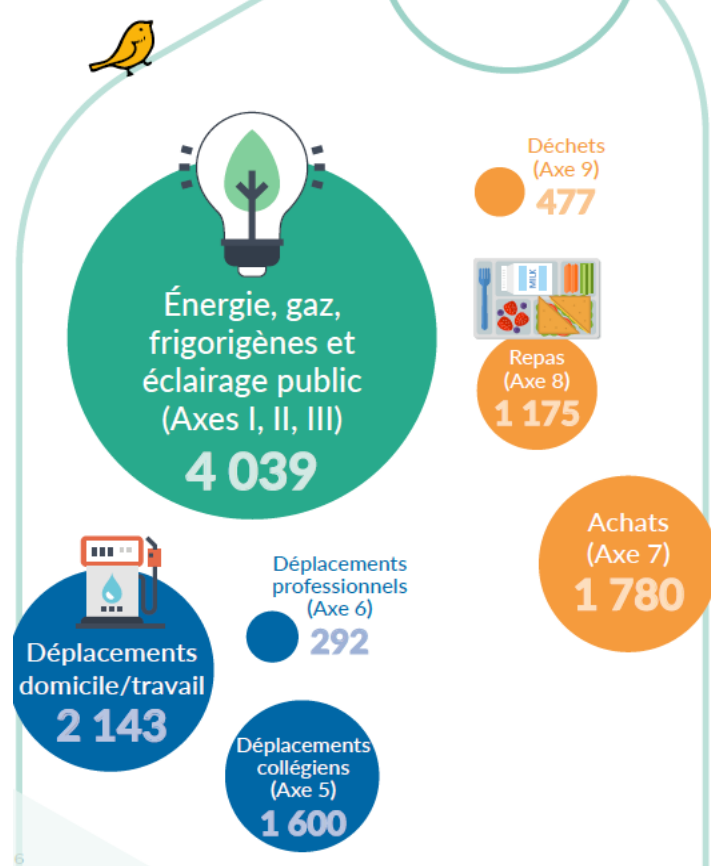 Déchets
(Axe 9)
477
MILK
Énergie, gaz,
frigorigènes et
éclairage public
(Axes I, II, III)
4 039
Repas
(Axe 8)
1 175
Achats
(Axe 7)
1 780
Déplacements
professionnels
(Axe 6)
292
Déplacements
domicile/travail
2 143
Déplacements
collégiens
(Axe 5)
1 600
6